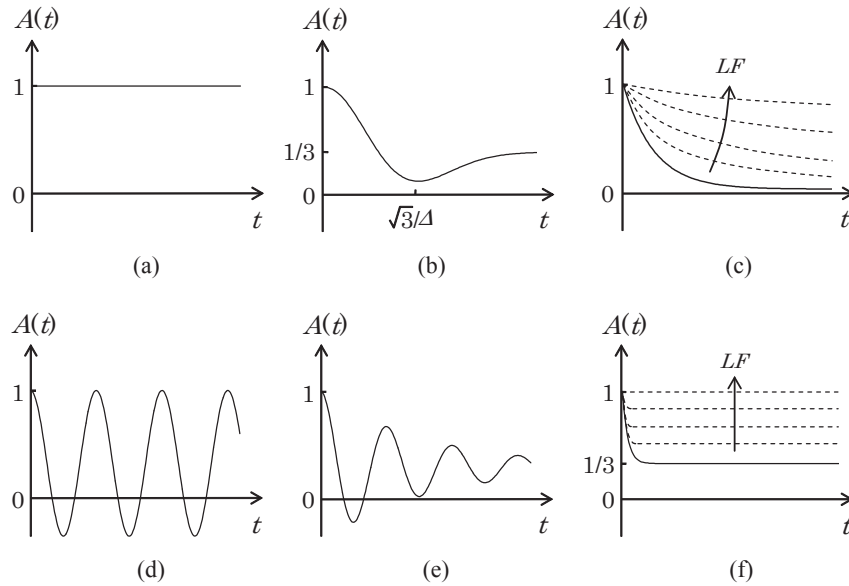 A(t)
1
0
t
(a)
A(t)
1
1/3
0
√3/Δ
t
(b)
A(t)
LF
1
0
t
(c)
A(t)
1
0
t
(d)
A(t)
1
0
t
(e)
A(t)
LF
1
1/3
0
t
(f)